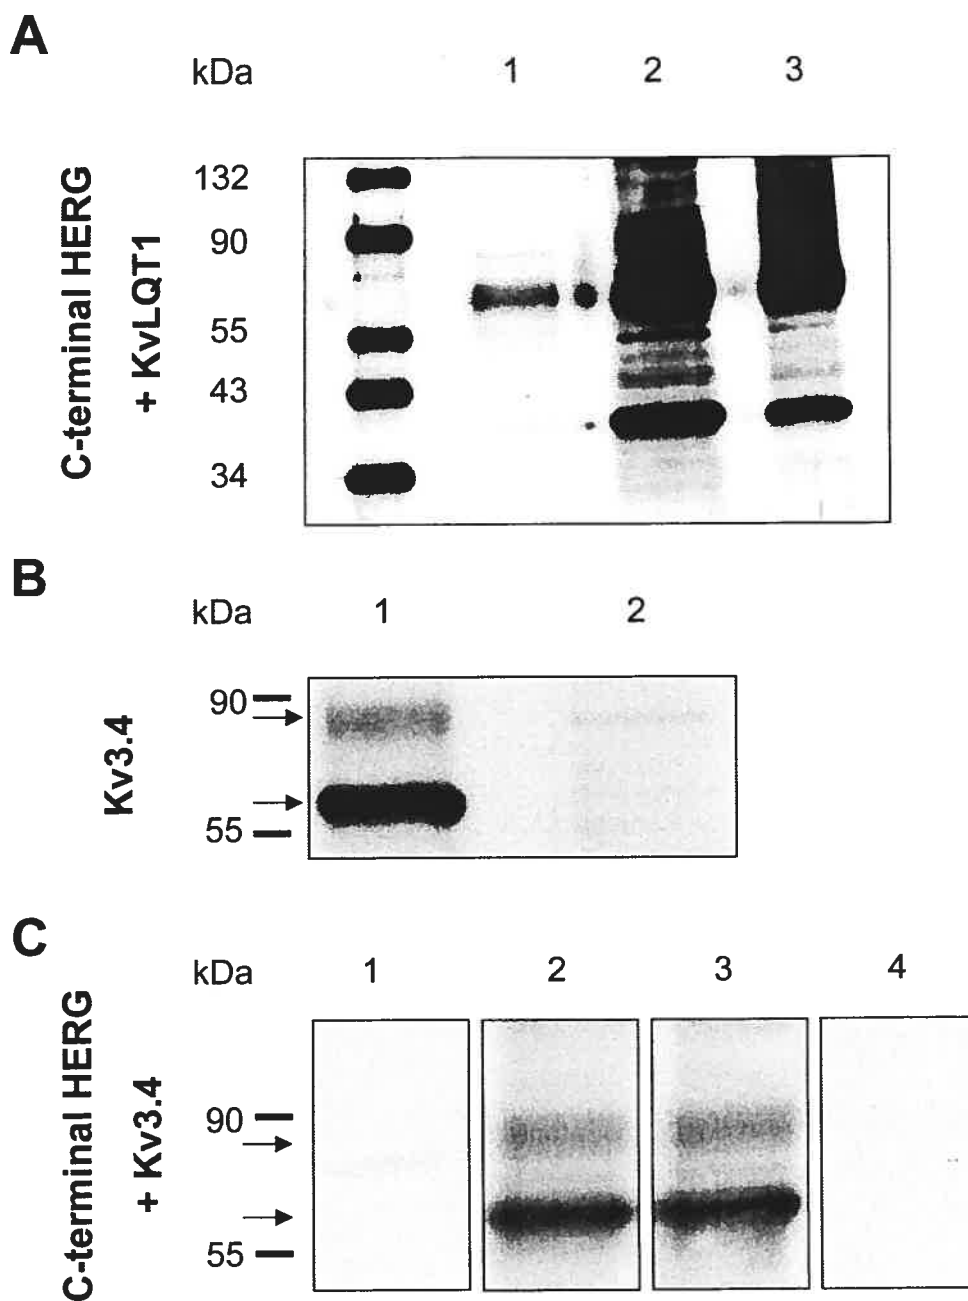 A
kDa 1 2 3
C-terminal HERG
+ KvLQT1
132
90
55
43
34
B
kDa 1 2
Kv3.4
90
55
C
kDa 1 2 3 4
C-terminal HERG
+ Kv3.4
90
55